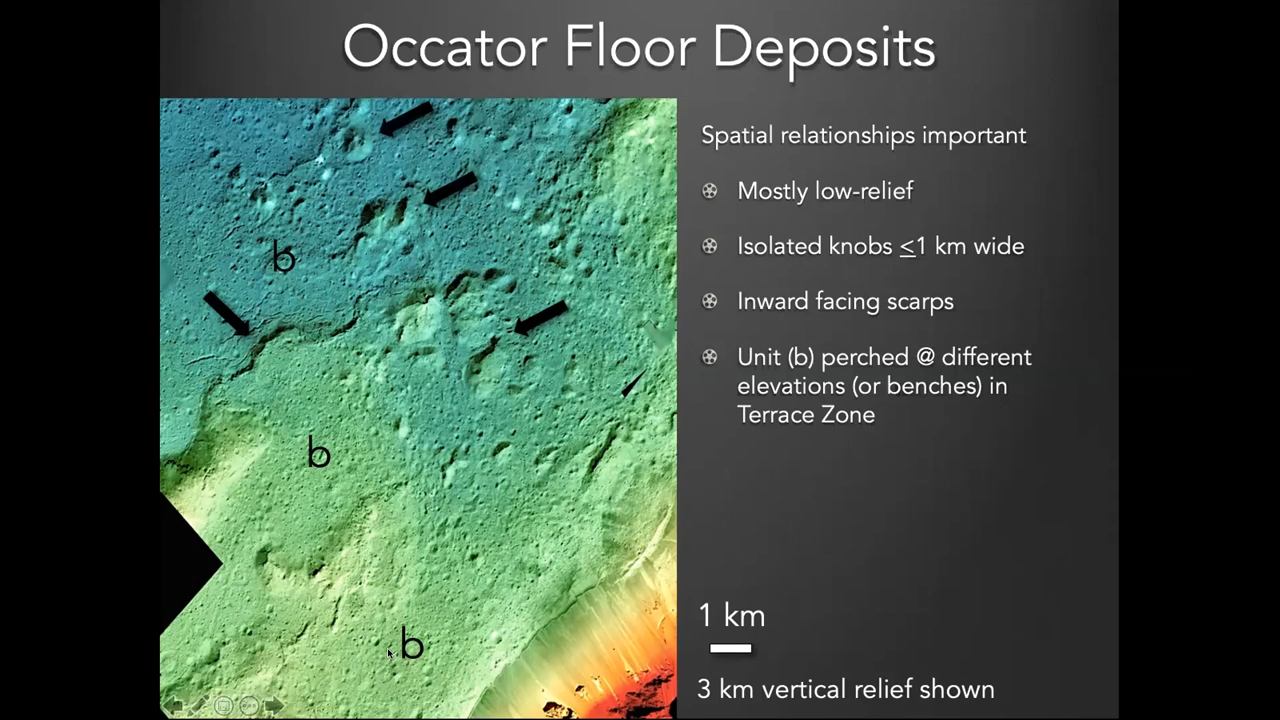 Occator Floor Deposits
Spatial relationships important
Mostly low-relief
Isolated knobs ≤1 km wide
Inward facing scarps
Unit (b) perched @ different
elevations (or benches) in
Terrace Zone
b
b
b
1 km
3 km vertical relief shown